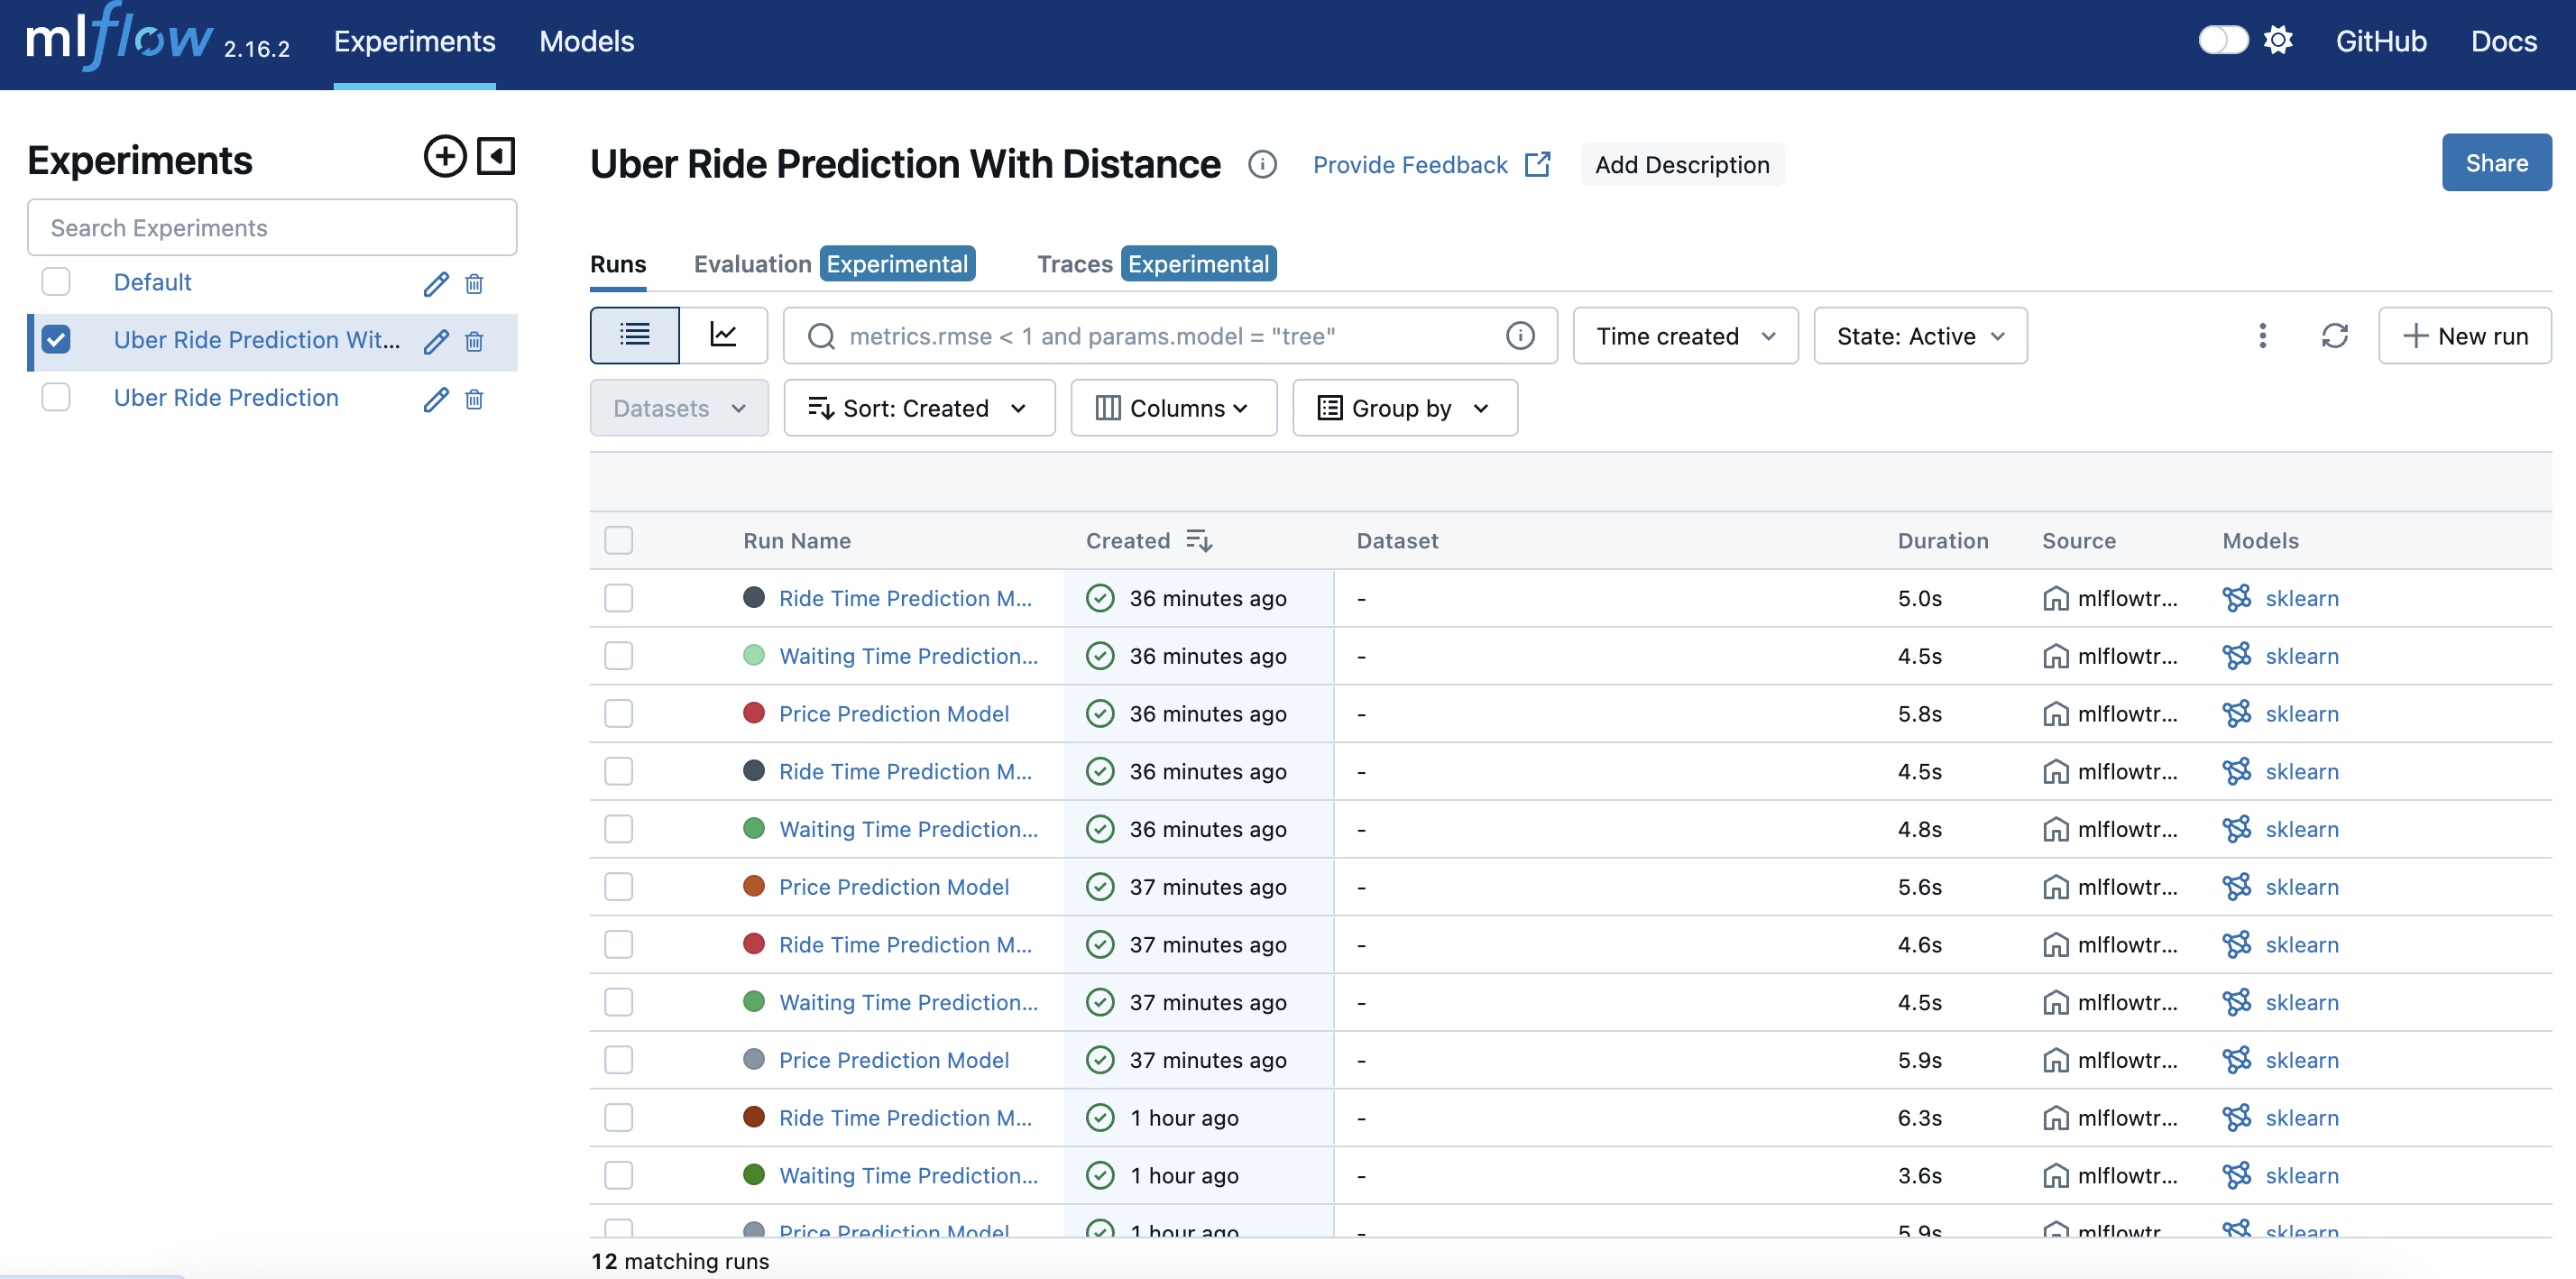 mlflow 2.16.2 Experiments Models GitHub Docs
Experiments
Search Experiments
Default
Uber Ride Prediction Wit...
Uber Ride Prediction
Uber Ride Prediction With Distance Provide Feedback Add Description Share
Runs Evaluation Experimental Traces Experimental
metrics.rmse < 1 and params.model = "tree" Time created State: Active New run
Datasets Sort: Created Columns Group by
Run Name Created Dataset Duration Source Models
Ride Time Prediction M... 36 minutes ago - 5.0s mlflowtr... sklearn
Waiting Time Prediction... 36 minutes ago - 4.5s mlflowtr... sklearn
Price Prediction Model 36 minutes ago - 5.8s mlflowtr... sklearn
Ride Time Prediction M... 36 minutes ago - 4.5s mlflowtr... sklearn
Waiting Time Prediction... 36 minutes ago - 4.8s mlflowtr... sklearn
Price Prediction Model 37 minutes ago - 5.6s mlflowtr... sklearn
Ride Time Prediction M... 37 minutes ago - 4.6s mlflowtr... sklearn
Waiting Time Prediction... 37 minutes ago - 4.5s mlflowtr... sklearn
Price Prediction Model 37 minutes ago - 5.9s mlflowtr... sklearn
Ride Time Prediction M... 1 hour ago - 6.3s mlflowtr... sklearn
Waiting Time Prediction... 1 hour ago - 3.6s mlflowtr... sklearn
Price Prediction Model 1 hour ago - 5.9s mlflowtr... sklearn
12 matching runs